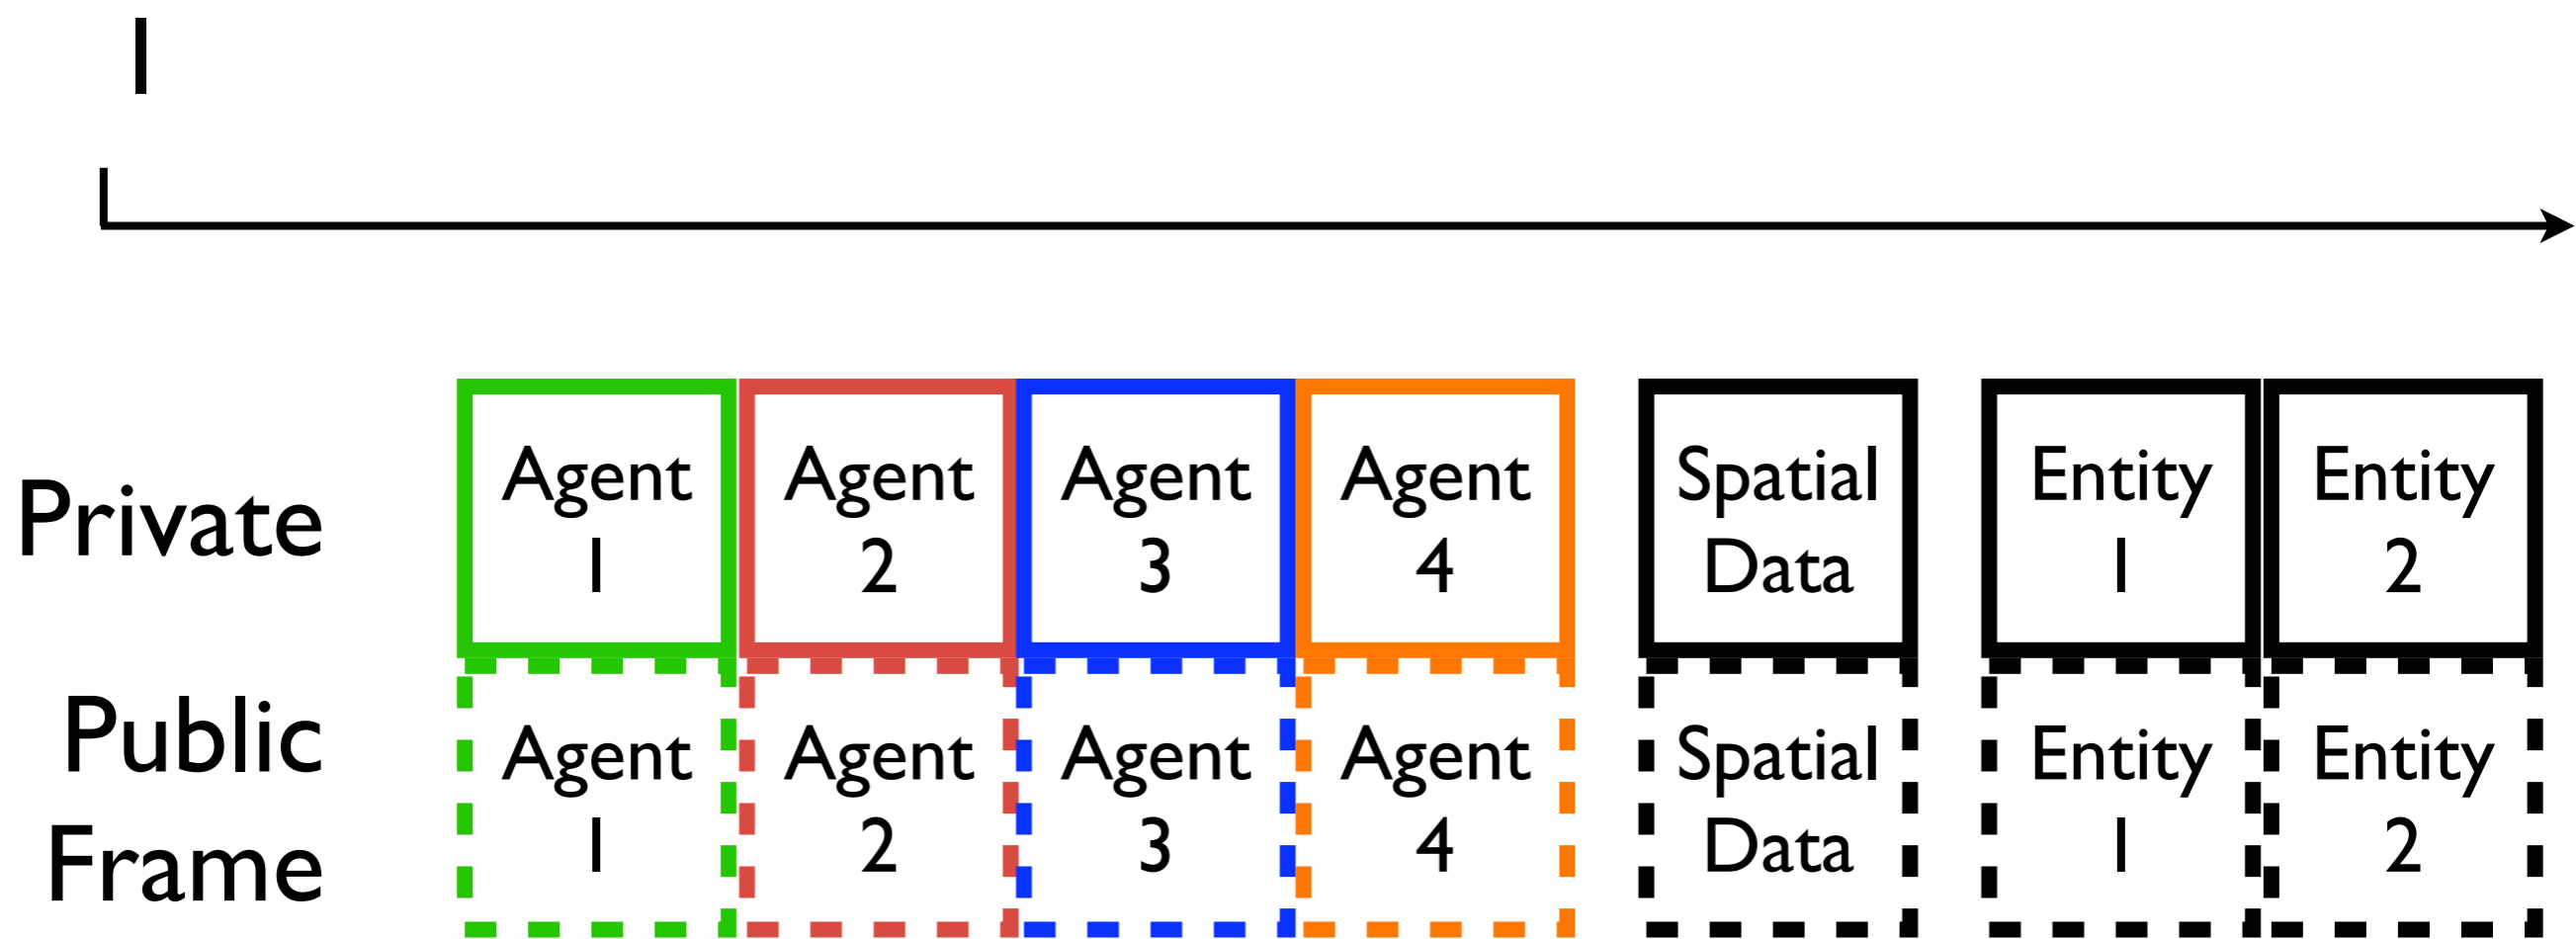 1
Private
Agent 1
Agent 2
Agent 3
Agent 4
Spatial Data
Entity 1
Entity 2
Public Frame
Agent 1
Agent 2
Agent 3
Agent 4
Spatial Data
Entity 1
Entity 2